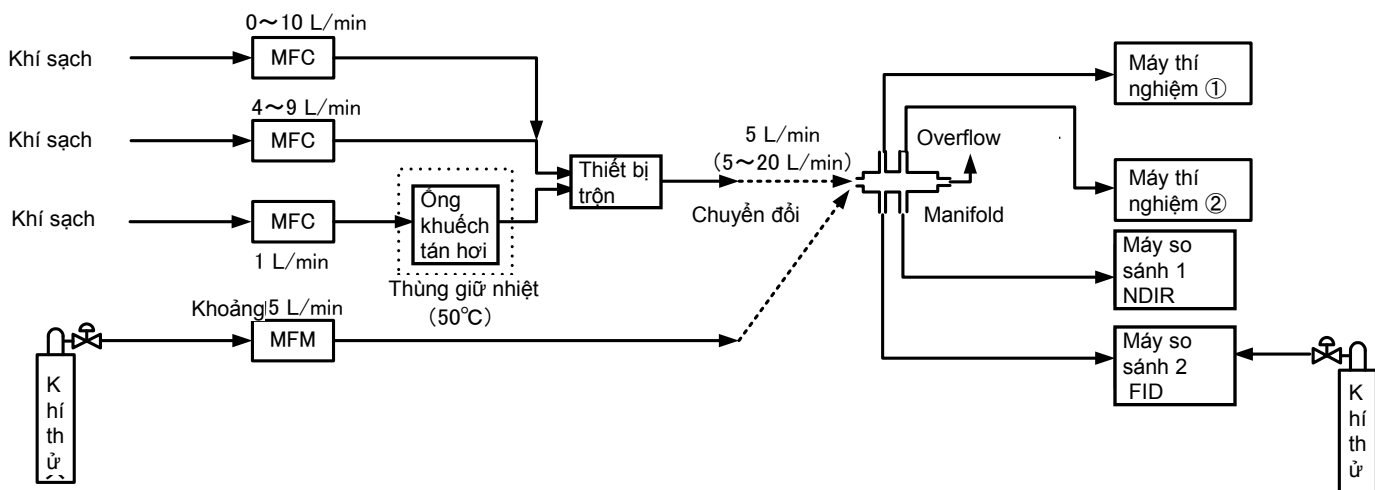 0～10 L/min
Khí sạch
MFC
4～9 L/min
Khí sạch
MFC
Khí sạch
MFC
1 L/min
Ống
khuếch
tán hơi
Thùng giữ nhiệt
(50℃)
Thiết bị
trộn
5 L/min
(5～20 L/min)
Chuyển đổi
Overflow
Manifold
Máy thí
nghiệm ①
Máy thí
nghiệm ②
Máy so
sánh 1
NDIR
Máy so
sánh 2
FID
Khoảng 5 L/min
MFM
K
hí
th
ử
K
hí
th
ử